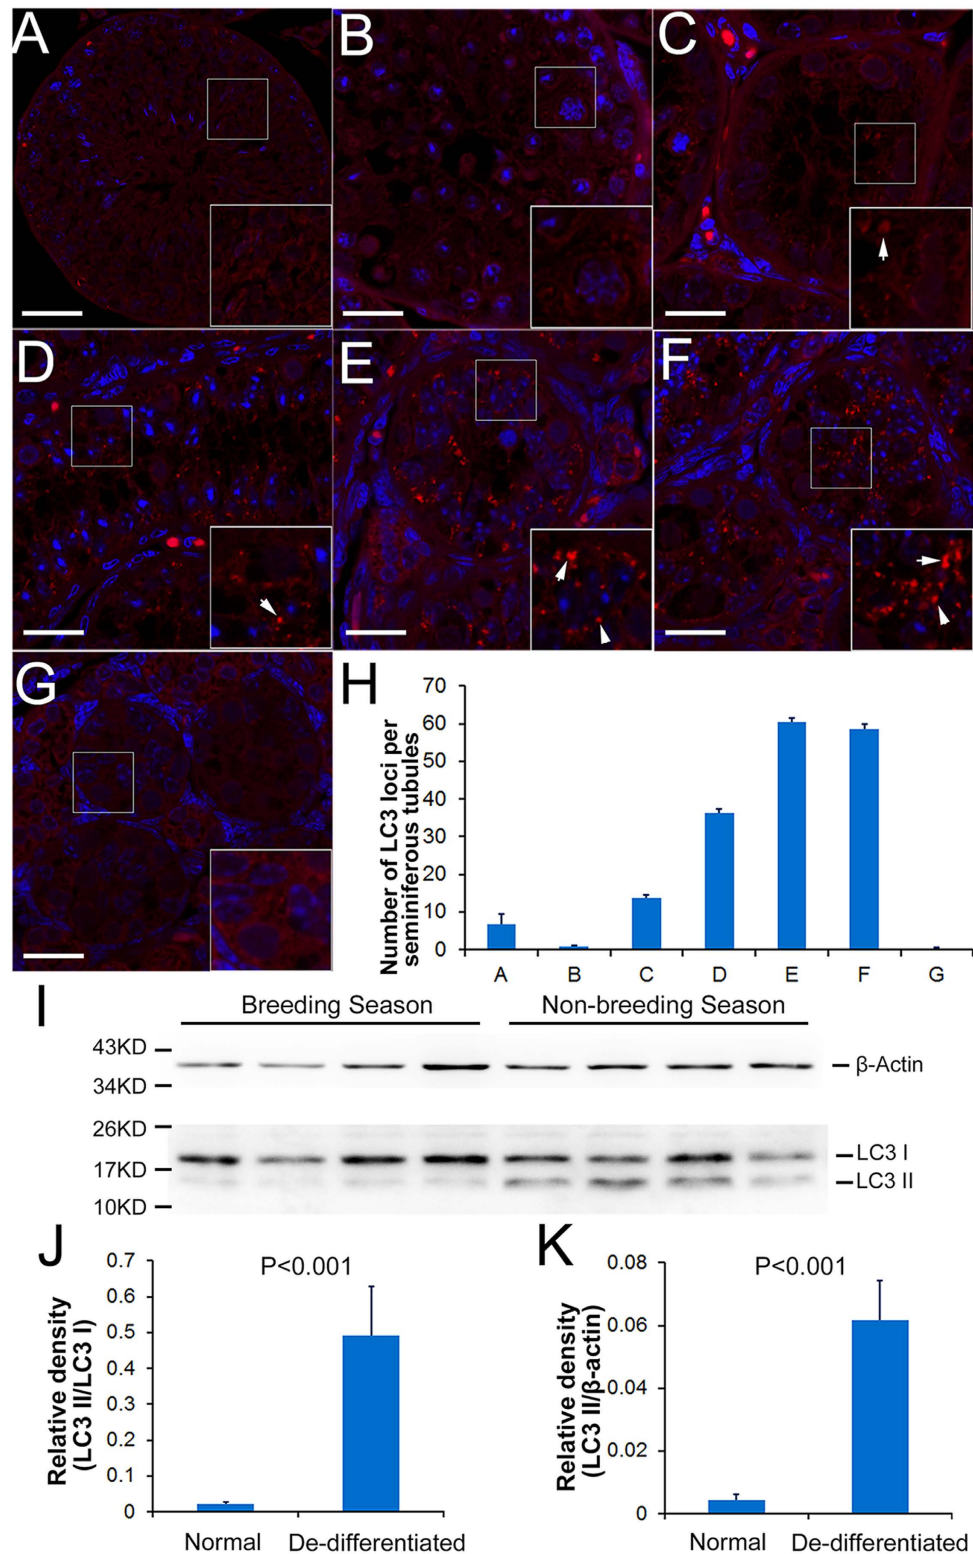 A
B
C
D
E
F
G
H
Number of LC3 loci per
seminiferous tubules
70
60
50
40
30
20
10
0
A B C D E F G
I
Breeding Season Non-breeding Season
43KD
34KD
β-Actin
26KD
17KD
10KD
LC3 I
LC3 II
J
P<0.001
Relative density
(LC3 II/LC3 I)
0.7
0.6
0.5
0.4
0.3
0.2
0.1
0
Normal De-differentiated
K
P<0.001
Relative density
(LC3 II/β-actin)
0.08
0.06
0.04
0.02
0
Normal De-differentiated